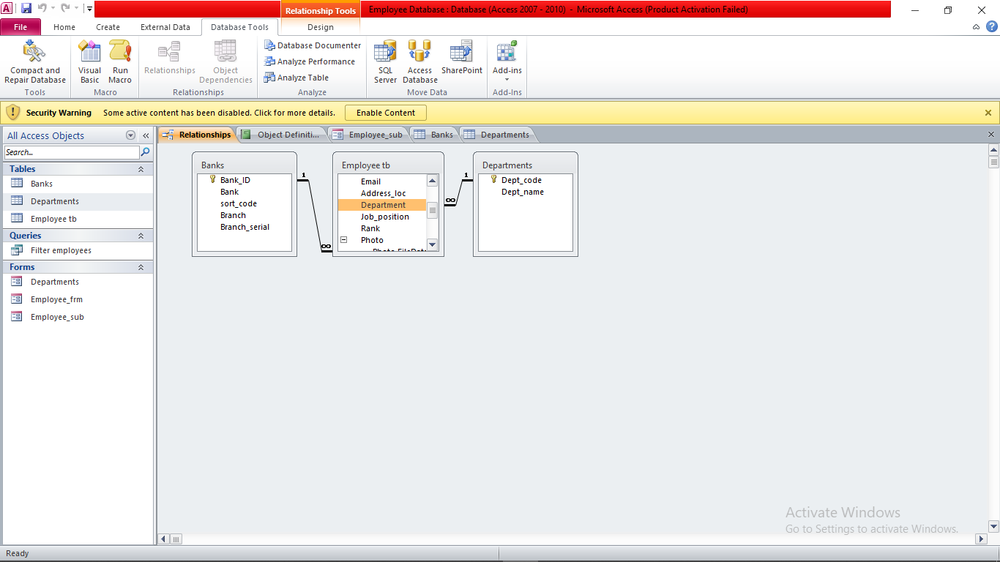 Relationship Tools
Employee Database : Database (Access 2007 - 2010) - Microsoft Access (Product Activation Failed)
File Home Create External Data Database Tools Design
Compact and Repair Database
Visual Basic
Run Macro
Relationships
Object Dependencies
Database Documenter
Analyze Performance
Analyze Table
SQL Server
Access Database
SharePoint
Add-ins
Tools Macro Relationships Analyze Move Data Add-Ins
Security Warning Some active content has been disabled. Click for more details. Enable Content
All Access Objects
Search...
Tables
Banks
Departments
Employee tb
Queries
Filter employees
Forms
Departments
Employee_frm
Employee_sub
Relationships Object Definiti... Employee_sub Banks Departments
Banks
Bank_ID
Bank
sort_code
Branch
Branch_serial
1
∞
Employee tb
Email
Address_loc
Department
Job_position
Rank
Photo
∞
1
Departments
Dept_code
Dept_name
Activate Windows
Go to Settings to activate Windows.
Ready